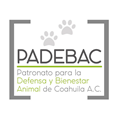 PADEBAC
Patronato para la
Defensa y Bienestar
Animal de Coahuila A.C.